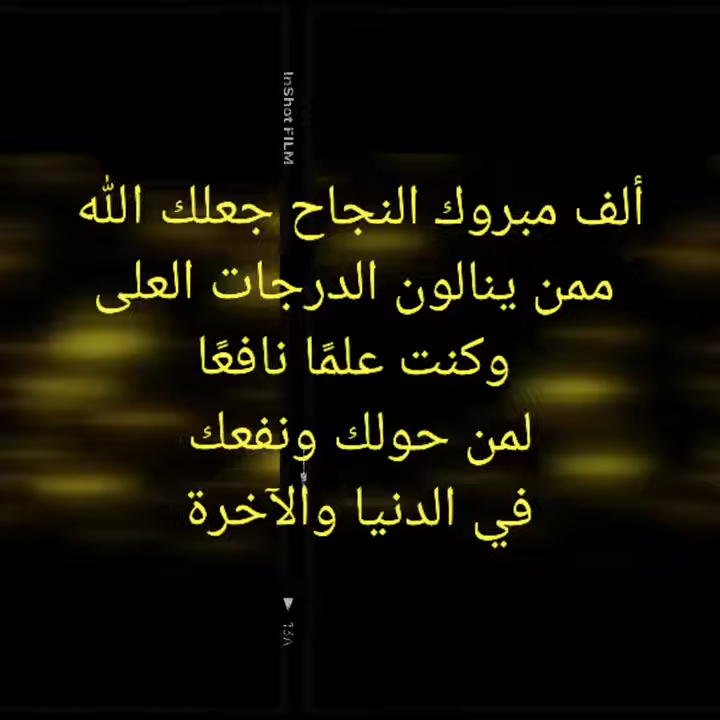 InShot FILM
ألف مبروك النجاح جعلك الله
ممن ينالون الدرجات العلى
وكنت علمًا نافعًا
لمن حولك ونفعك
في الدنيا والآخرة